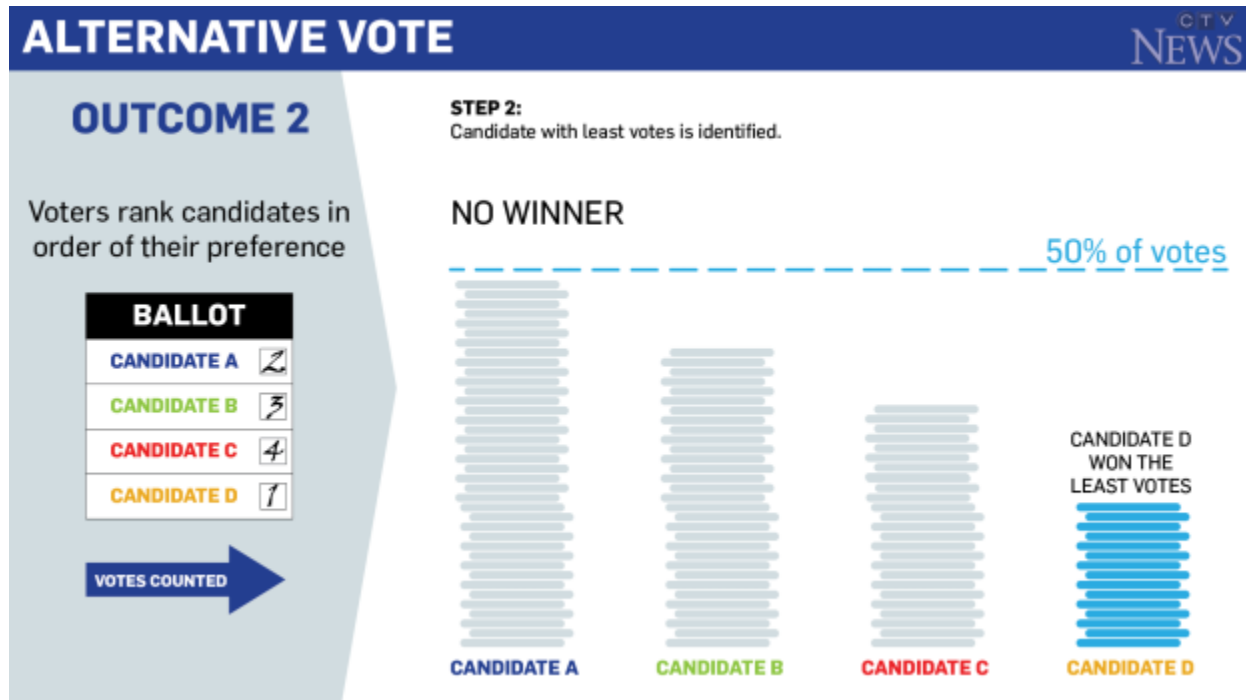 ALTERNATIVE VOTE
CTV
NEWS
OUTCOME 2
Voters rank candidates in
order of their preference
BALLOT
CANDIDATE A 2
CANDIDATE B 3
CANDIDATE C 4
CANDIDATE D 1
VOTES COUNTED
STEP 2:
Candidate with least votes is identified.
NO WINNER
50% of votes
CANDIDATE D
WON THE
LEAST VOTES
CANDIDATE A
CANDIDATE B
CANDIDATE C
CANDIDATE D